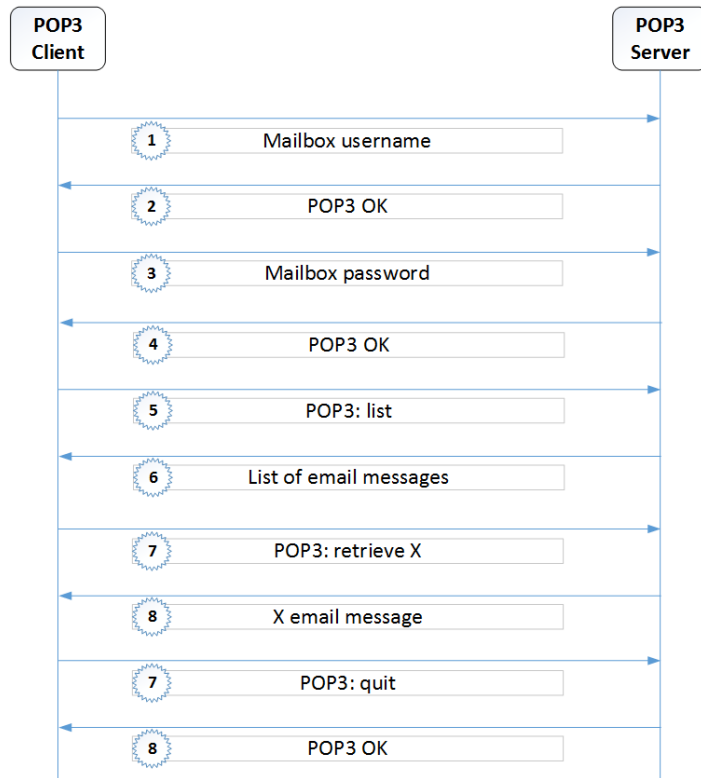 POP3
Client
POP3
Server
1 Mailbox username
2 POP3 OK
3 Mailbox password
4 POP3 OK
5 POP3: list
6 List of email messages
7 POP3: retrieve X
8 X email message
7 POP3: quit
8 POP3 OK